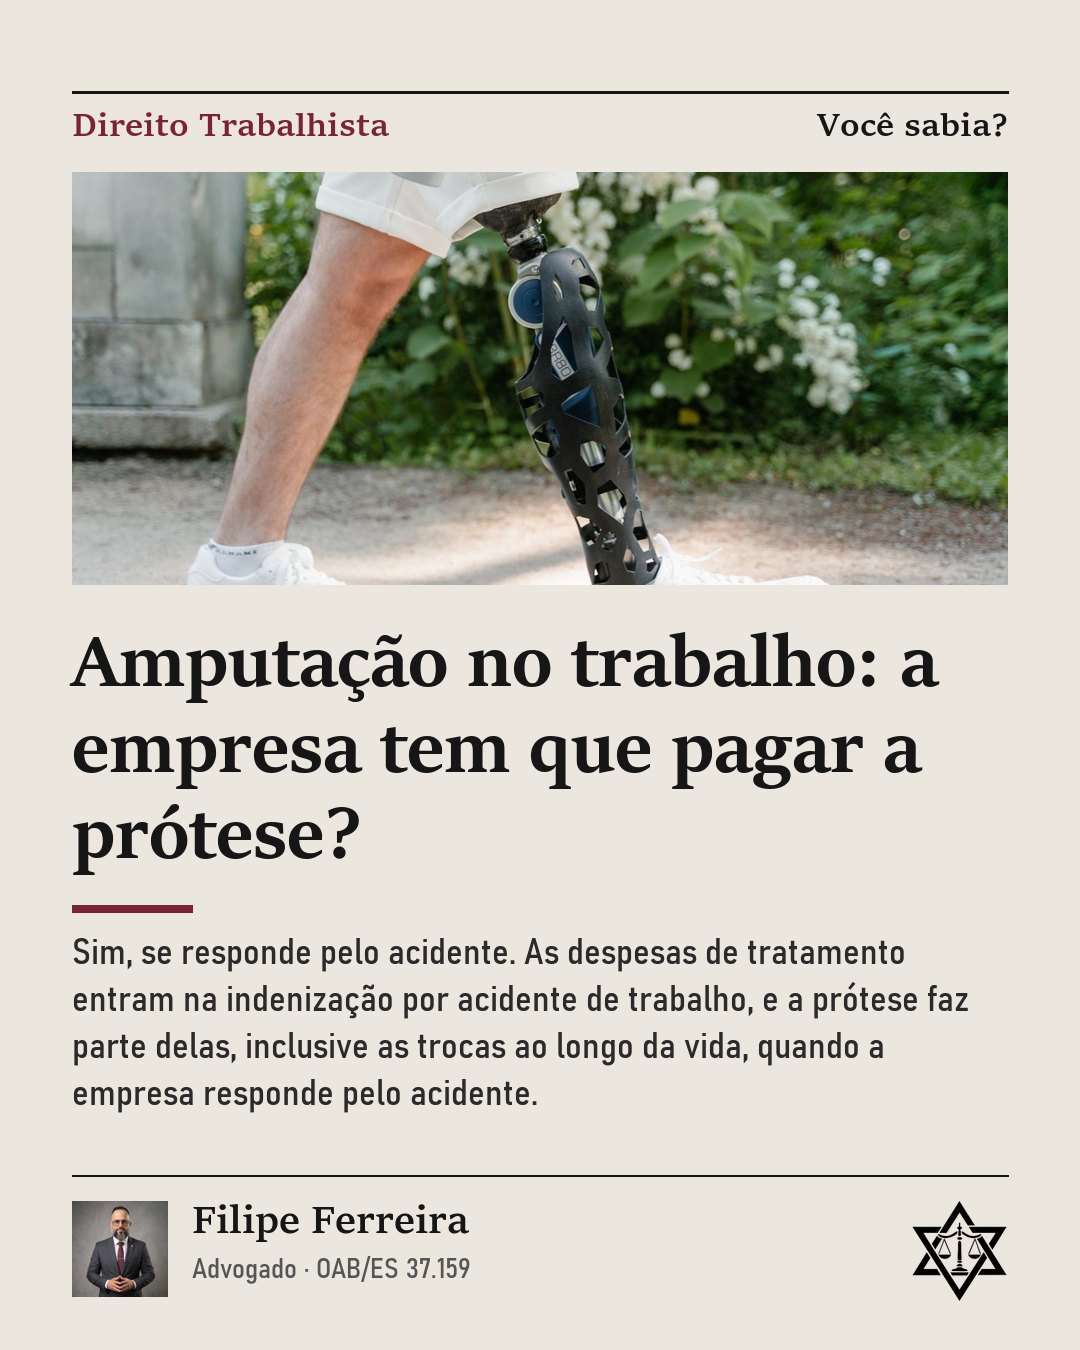 Direito Trabalhista
Você sabia?
Amputação no trabalho: a
empresa tem que pagar a
prótese?
Sim, se responde pelo acidente. As despesas de tratamento
entram na indenização por acidente de trabalho, e a prótese faz
parte delas, inclusive as trocas ao longo da vida, quando a
empresa responde pelo acidente.
Filipe Ferreira
Advogado · OAB/ES 37.159